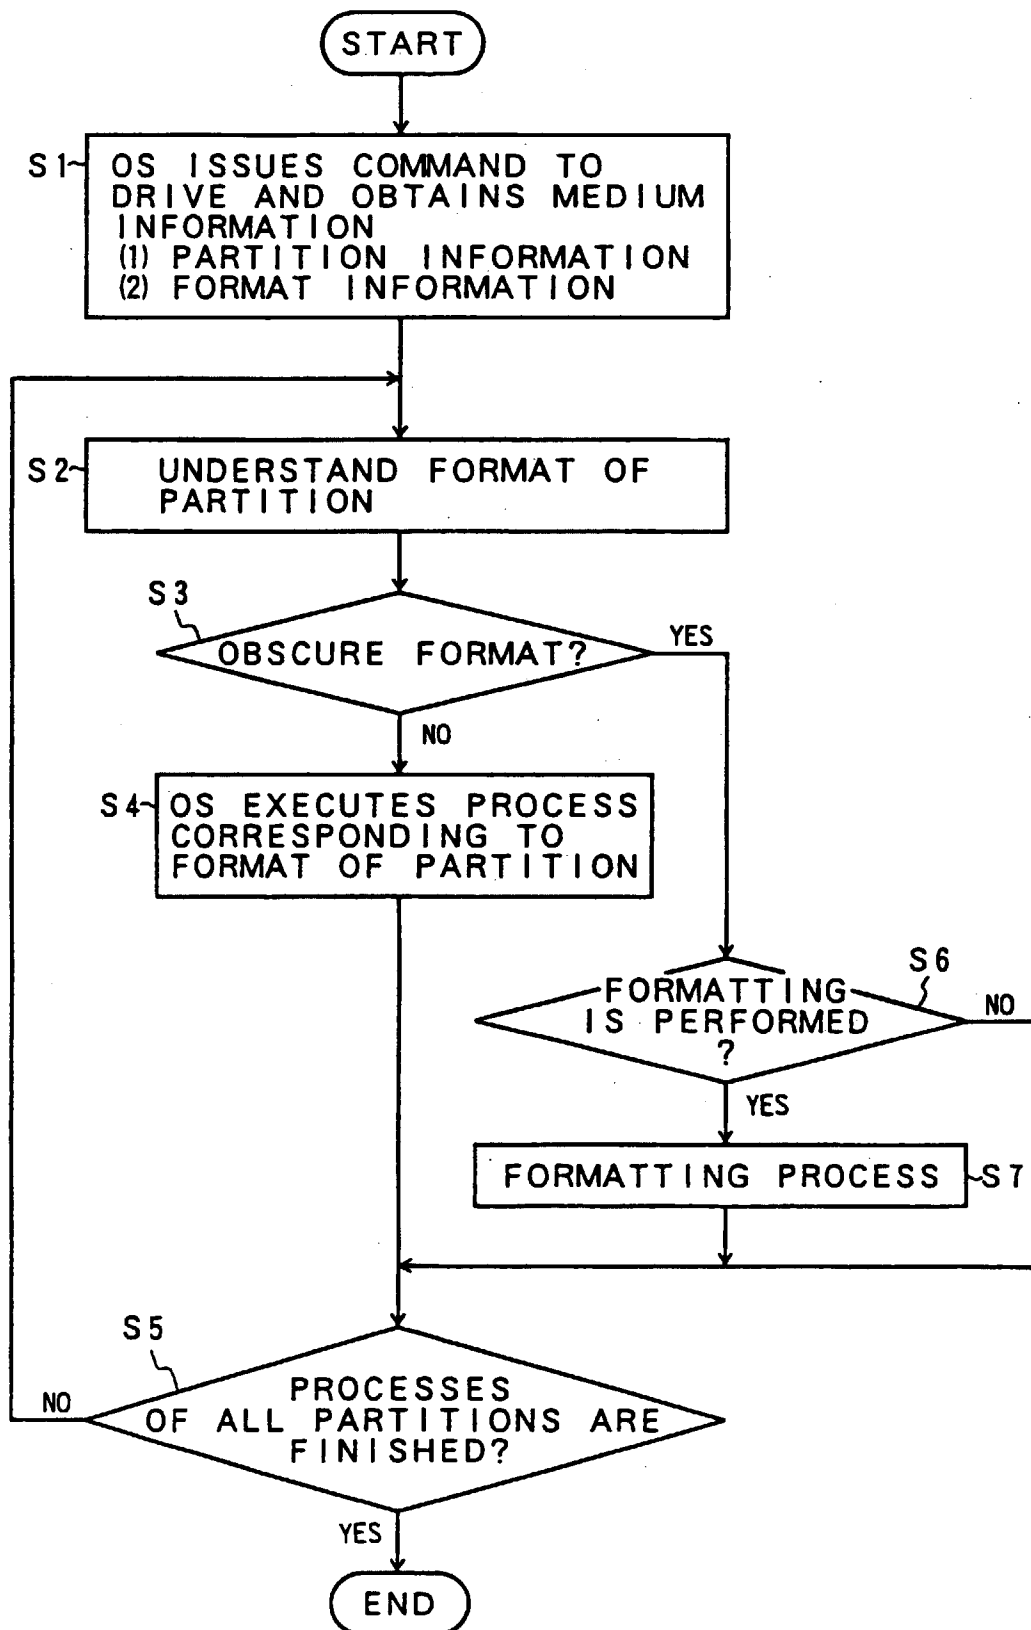 START
S1
OS ISSUES COMMAND TO
DRIVE AND OBTAINS MEDIUM
INFORMATION
(1) PARTITION INFORMATION
(2) FORMAT INFORMATION
S2
UNDERSTAND FORMAT OF
PARTITION
S3
OBSCURE FORMAT?
YES
NO
S4
OS EXECUTES PROCESS
CORRESPONDING TO
FORMAT OF PARTITION
S6
FORMATTING
IS PERFORMED
?
NO
YES
FORMATTING PROCESS
S7
S5
PROCESSES
OF ALL PARTITIONS ARE
FINISHED?
NO
YES
END